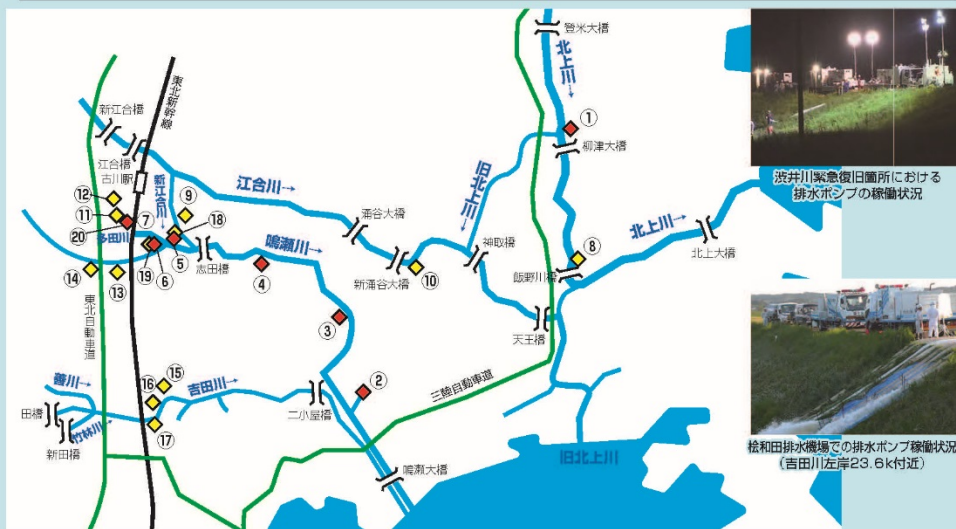 登米大橋
北上川→
①
柳津大橋
東北新幹線
新江合橋
江合橋
古川駅
新江合川→
江合川→
旧北上川→
涌谷大橋
新涌谷大橋
神取橋
⑫
⑪
⑳
⑦
⑨
⑱
多田川
⑲
⑥
⑤
志田橋
鳴瀬川→
④
⑩
⑧
飯野川橋
北上川→
北上大橋
⑭
⑬
東北自動車道
③
天王橋
三陸自動車道
善川→
田橋
竹林川→
新田橋
⑯
⑮
⑰
吉田川→
二小屋橋
②
鳴瀬大橋
旧北上川
渋井川緊急復旧箇所における
排水ポンプの稼働状況
桧和田排水機場での排水ポンプ稼働状況
(吉田川左岸23.6k付近)